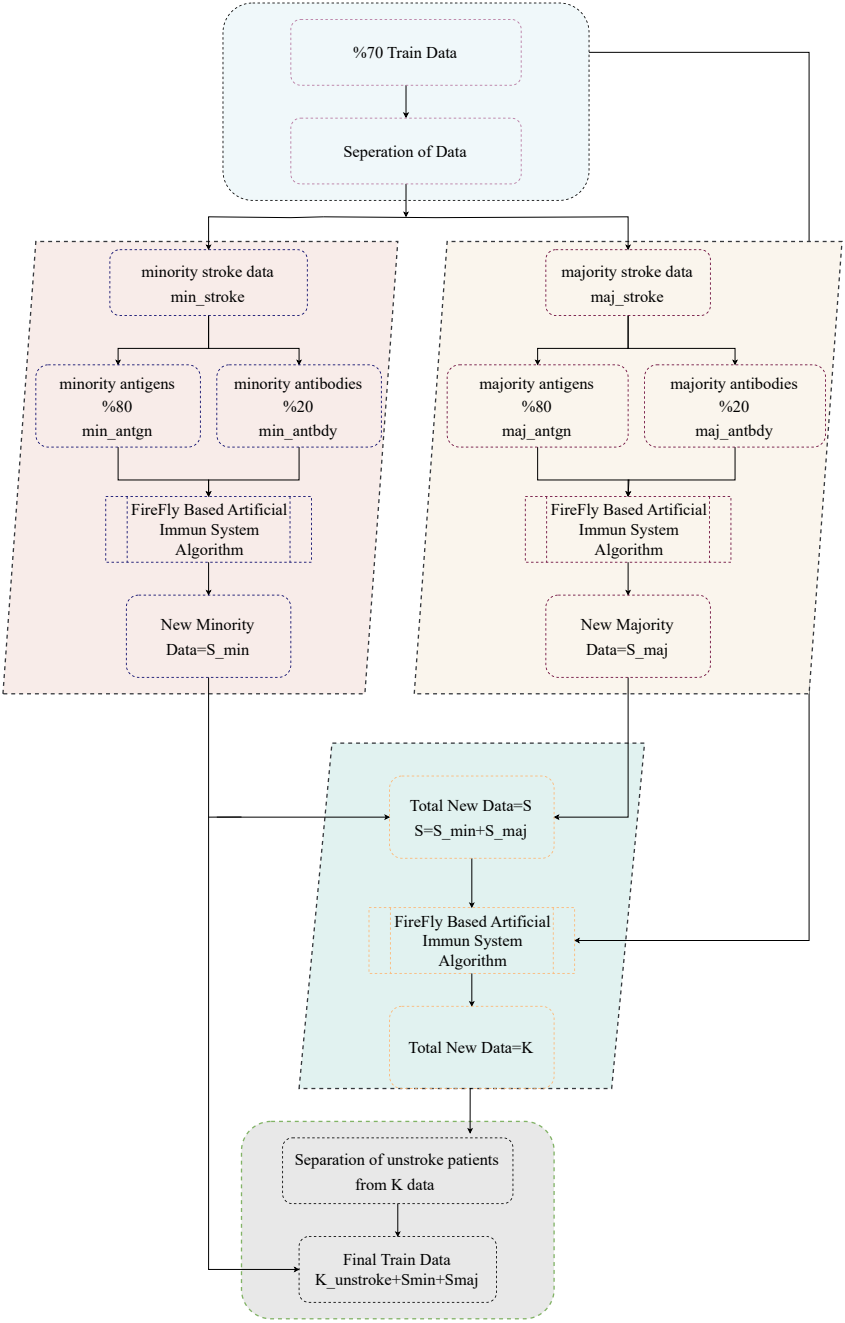 %70 Train Data
Seperation of Data
minority stroke data
min_stroke
majority stroke data
maj_stroke
minority antigens
%80
min_antgn
minority antibodies
%20
min_antbdy
majority antigens
%80
maj_antgn
majority antibodies
%20
maj_antbdy
FireFly Based Artificial
Immun System
Algorithm
FireFly Based Artificial
Immun System
Algorithm
New Minority
Data=S_min
New Majority
Data=S_maj
Total New Data=S
S=S_min+S_maj
FireFly Based Artificial
Immun System
Algorithm
Total New Data=K
Separation of unstroke patients
from K data
Final Train Data
K_unstroke+Smin+Smaj